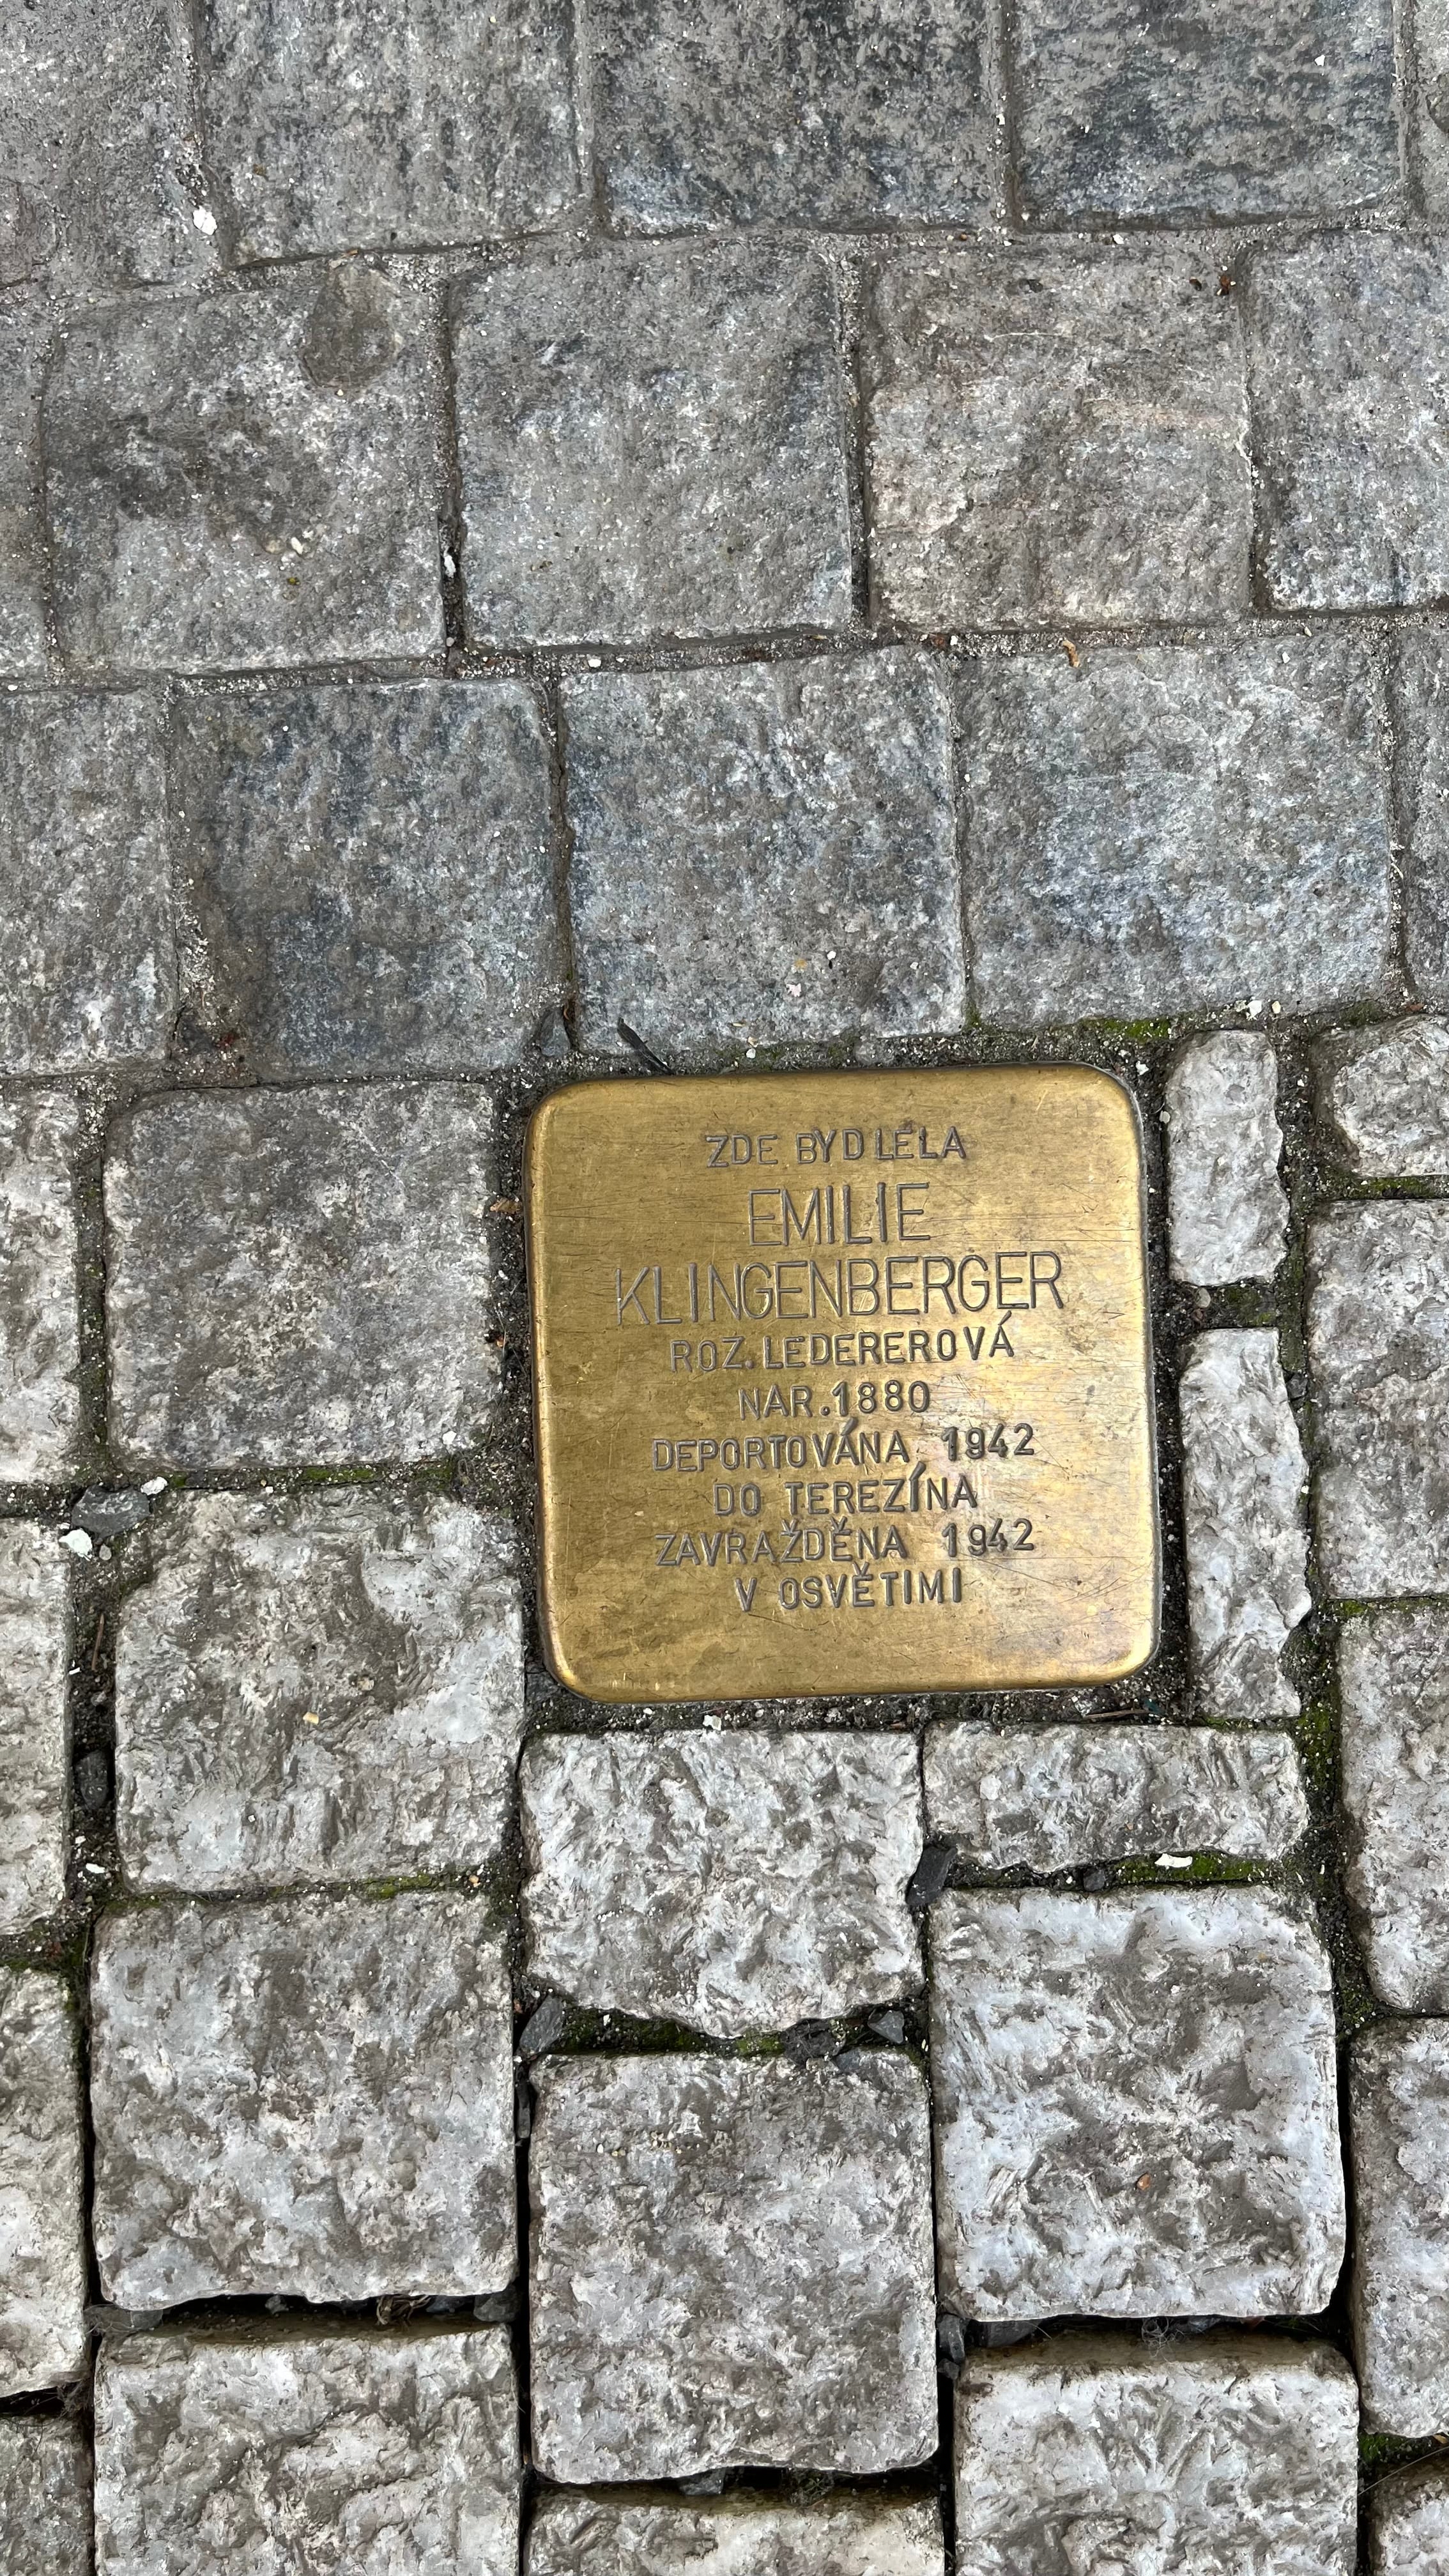 ZDE BYDLELA
EMILIE
KLINGENBERGER
ROZ. LEDEREROVÁ
NAR. 1880
DEPORTOVÁNA 1942
DO TEREZÍNA
ZAVRAŽDĚNA 1942
V OSVĚTIMI